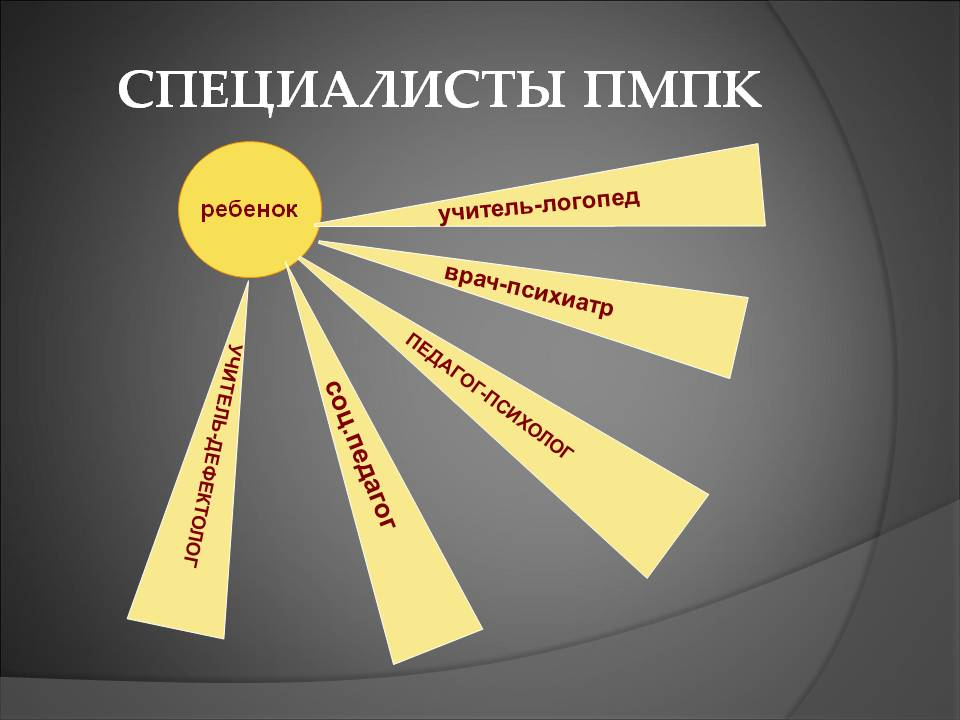 СПЕЦИАЛИСТЫ ПМПК
ребенок
учитель-логопед
врач-психиатр
ПЕДАГОГ-ПСИХОЛОГ
соц.педагог
УЧИТЕЛЬ-ДЕФЕКТОЛОГ